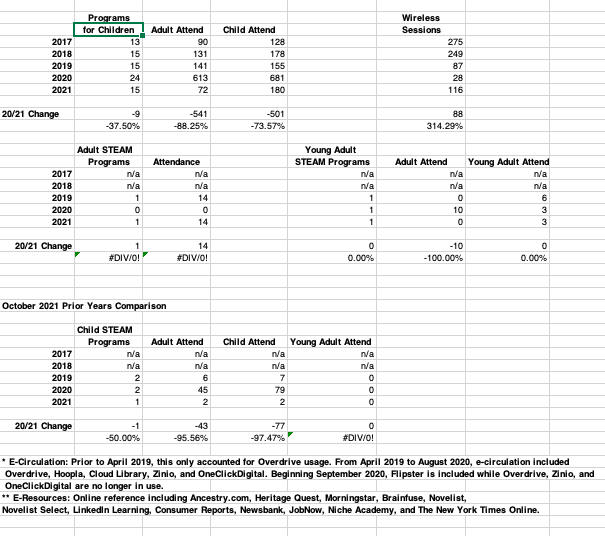 Programs Wireless
for Children Adult Attend Child Attend Sessions
2017 13 90 128 275
2018 15 131 178 249
2019 15 141 155 87
2020 24 613 681 28
2021 15 72 180 116
20/21 Change -9 -541 -501 88
-37.50% -88.25% -73.57% 314.29%
Adult STEAM Young Adult
Programs Attendance STEAM Programs Adult Attend Young Adult Attend
2017 n/a n/a n/a n/a n/a
2018 n/a n/a n/a n/a n/a
2019 1 14 1 0 6
2020 0 0 1 10 3
2021 1 14 1 0 3
20/21 Change 1 14 0 -10 0
#DIV/0! #DIV/0! 0.00% -100.00% 0.00%
October 2021 Prior Years Comparison
Child STEAM
Programs Adult Attend Child Attend Young Adult Attend
2017 n/a n/a n/a n/a
2018 n/a n/a n/a n/a
2019 2 6 7 0
2020 2 45 79 0
2021 1 2 2 0
20/21 Change -1 -43 -77 0
-50.00% -95.56% -97.47% #DIV/0!
* E-Circulation: Prior to April 2019, this only accounted for Overdrive usage. From April 2019 to August 2020, e-circulation included
Overdrive, Hoopla, Cloud Library, Zinio, and OneClickDigital. Beginning September 2020, Flipster is included while Overdrive, Zinio, and
OneClickDigital are no longer in use.
** E-Resources: Online reference including Ancestry.com, Heritage Quest, Morningstar, Brainfuse, Novelist,
Novelist Select, LinkedIn Learning, Consumer Reports, Newsbank, JobNow, Niche Academy, and The New York Times Online.